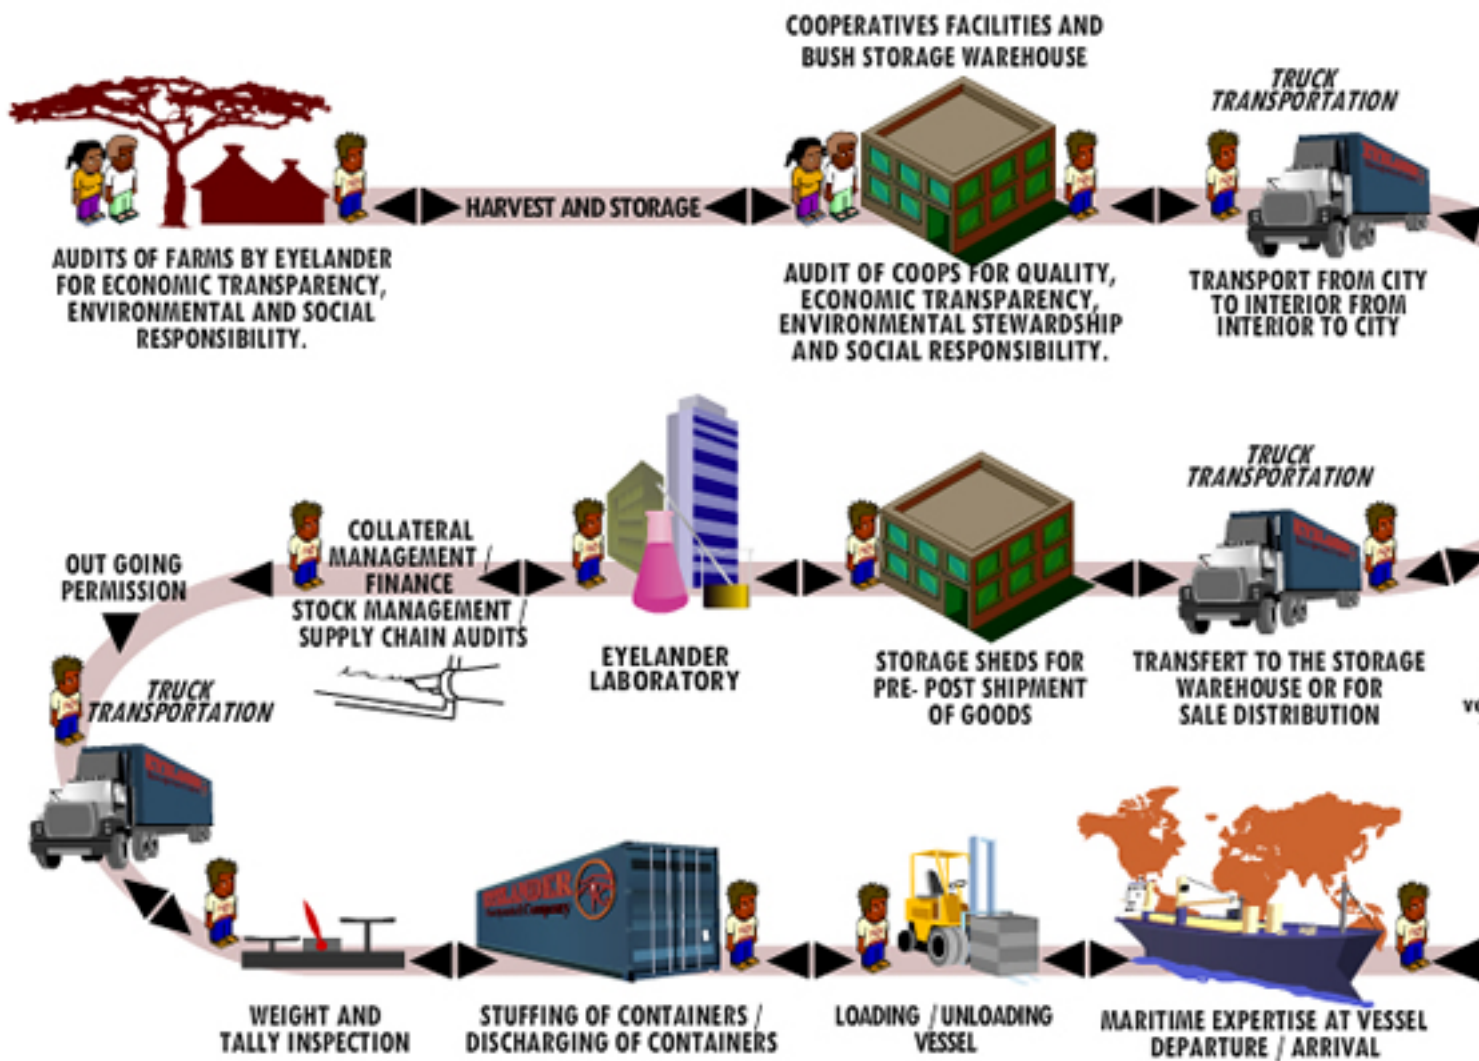 COOPERATIVES FACILITIES AND
BUSH STORAGE WAREHOUSE
TRUCK
TRANSPORTATION
HARVEST AND STORAGE
AUDITS OF FARMS BY EYELANDER
FOR ECONOMIC TRANSPARENCY,
ENVIRONMENTAL AND SOCIAL
RESPONSIBILITY.
AUDIT OF COOPS FOR QUALITY,
ECONOMIC TRANSPARENCY,
ENVIRONMENTAL STEWARDSHIP
AND SOCIAL RESPONSIBILITY.
TRANSPORT FROM CITY
TO INTERIOR FROM
INTERIOR TO CITY
OUT GOING
PERMISSION
COLLATERAL
MANAGEMENT /
FINANCE
STOCK MANAGEMENT /
SUPPLY CHAIN AUDITS
EYELANDER
LABORATORY
STORAGE SHEDS FOR
PRE- POST SHIPMENT
OF GOODS
TRUCK
TRANSPORTATION
TRANSFERT TO THE STORAGE
WAREHOUSE OR FOR
SALE DISTRIBUTION
TRUCK
TRANSPORTATION
EYELANDER
WEIGHT AND
TALLY INSPECTION
STUFFING OF CONTAINERS /
DISCHARGING OF CONTAINERS
LOADING / UNLOADING
VESSEL
MARITIME EXPERTISE AT VESSEL
DEPARTURE / ARRIVAL